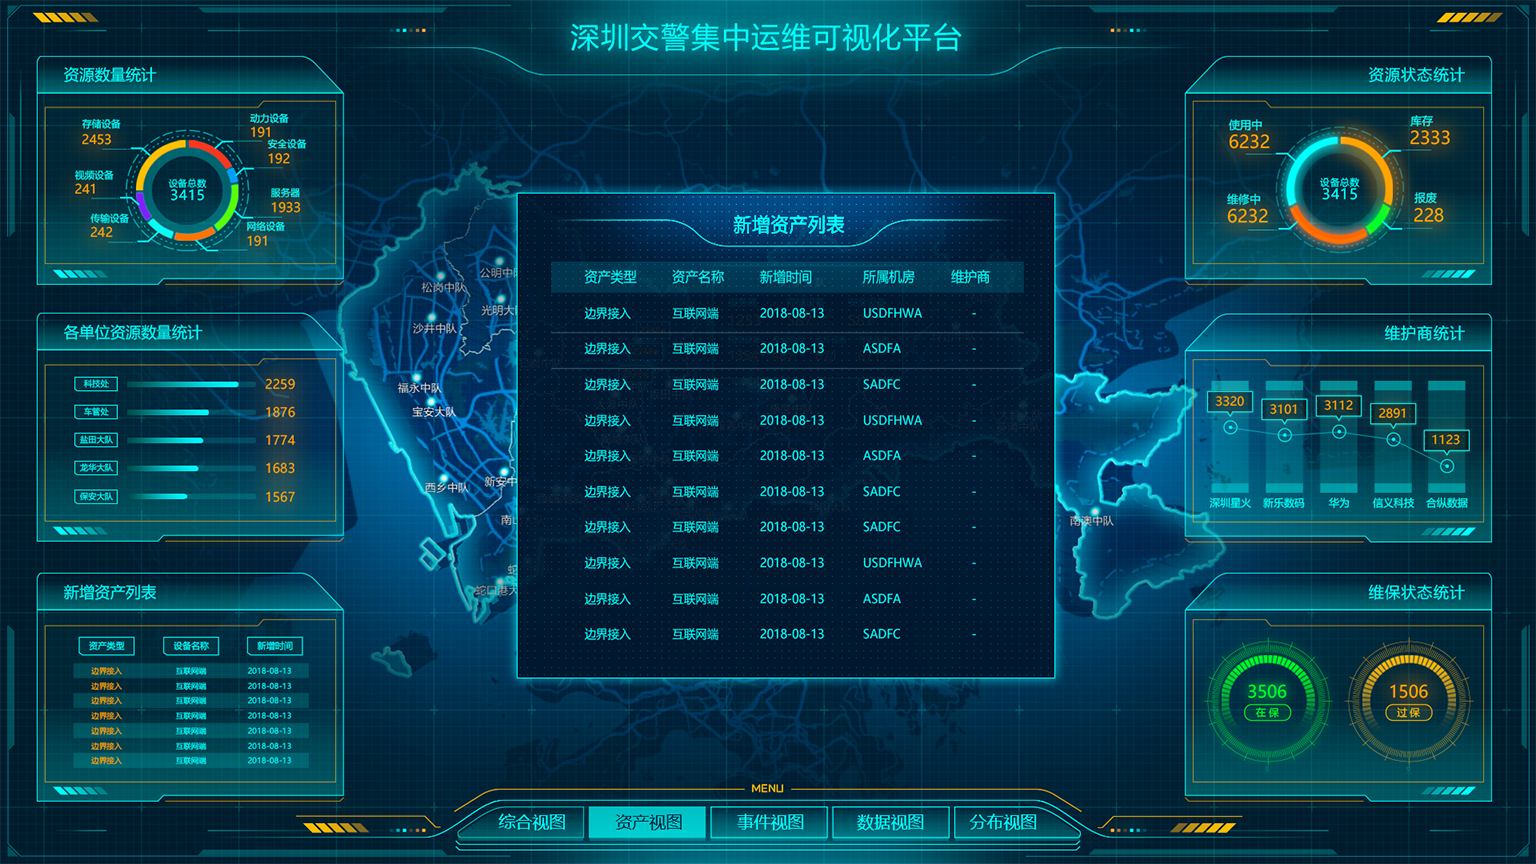 深圳交警集中运维可视化平台
资源数量统计
存储设备
2453
动力设备
191
安全设备
192
视频设备
241
设备总数
3415
服务器
1933
传输设备
242
网络设备
191
各单位资源数量统计
科技处 2259
车管处 1876
盐田大队 1774
龙华大队 1683
保安大队 1567
新增资产列表
资产类型 设备名称 新增时间
边界接入 互联网端 2018-08-13
边界接入 互联网端 2018-08-13
边界接入 互联网端 2018-08-13
边界接入 互联网端 2018-08-13
边界接入 互联网端 2018-08-13
边界接入 互联网端 2018-08-13
边界接入 互联网端 2018-08-13
公明中
松岗中队
光明大
沙井中队
福永中队
宝安大队
西乡中队
新安中
南
蛇口港大
南澳中队
新增资产列表
资产类型 资产名称 新增时间 所属机房 维护商
边界接入 互联网端 2018-08-13 USDFHWA -
边界接入 互联网端 2018-08-13 ASDFA -
边界接入 互联网端 2018-08-13 SADFC -
边界接入 互联网端 2018-08-13 USDFHWA -
边界接入 互联网端 2018-08-13 ASDFA -
边界接入 互联网端 2018-08-13 SADFC -
边界接入 互联网端 2018-08-13 SADFC -
边界接入 互联网端 2018-08-13 USDFHWA -
边界接入 互联网端 2018-08-13 ASDFA -
边界接入 互联网端 2018-08-13 SADFC -
资源状态统计
使用中
6232
库存
2333
设备总数
3415
维修中
6232
报废
228
维护商统计
3320 3101 3112 2891 1123
深圳星火 新乐数码 华为 信义科技 合纵数据
维保状态统计
3506
在保
1506
过保
MENU
综合视图 资产视图 事件视图 数据视图 分布视图